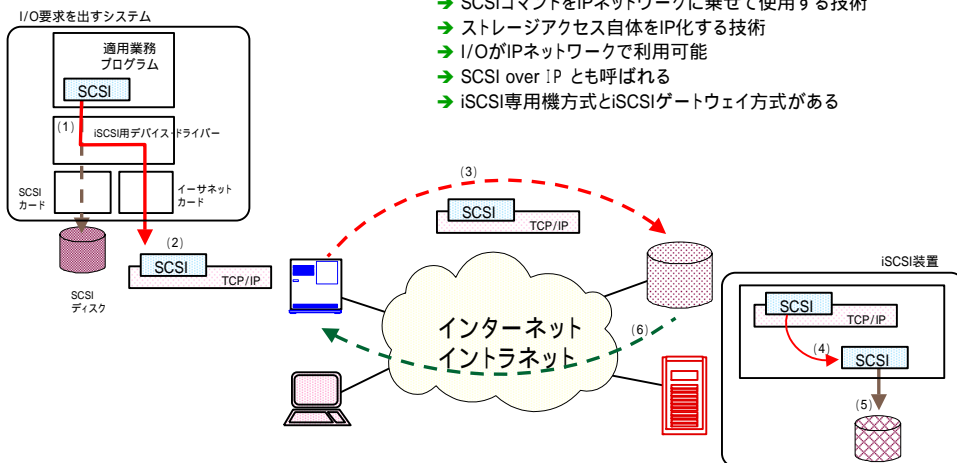 ➔ SCSIコマンドをIPネットワークに乗せて使用する技術
➔ ストレージアクセス自体をIP化する技術
➔ I/OがIPネットワークで利用可能
➔ SCSI over IP とも呼ばれる
➔ iSCSI専用機方式とiSCSIゲートウェイ方式がある
I/O要求を出すシステム
適用業務
プログラム
SCSI
(1)
iSCSI用デバイス・ドライバー
SCSI
カード
イーサネット
カード
SCSI
ディスク
(2)
SCSI
TCP/IP
(3)
SCSI
TCP/IP
インターネット
イントラネット
(6)
iSCSI装置
SCSI
TCP/IP
(4)
SCSI
(5)